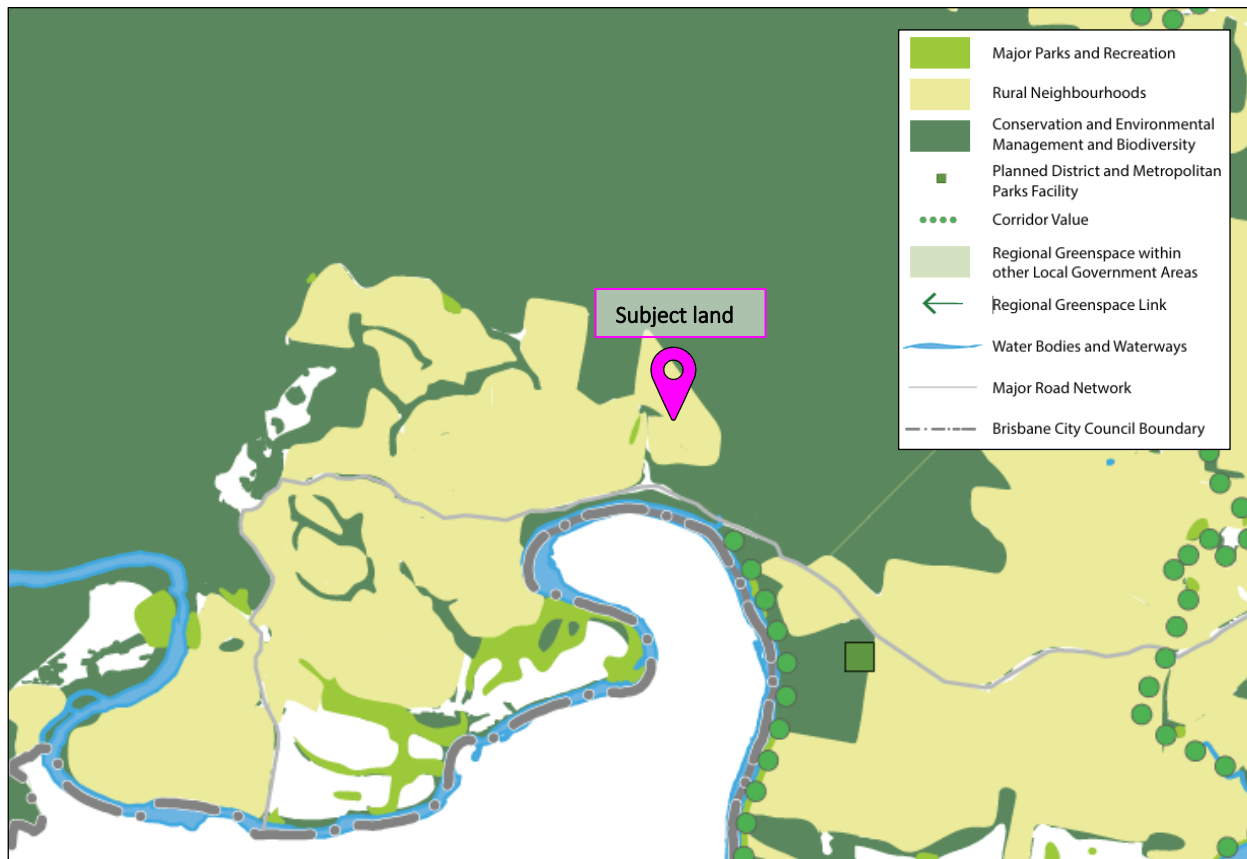 Major Parks and Recreation
Rural Neighbourhoods
Conservation and Environmental
Management and Biodiversity
Planned District and Metropolitan
Parks Facility
Corridor Value
Regional Greenspace within
other Local Government Areas
Regional Greenspace Link
Water Bodies and Waterways
Major Road Network
Brisbane City Council Boundary
Subject land